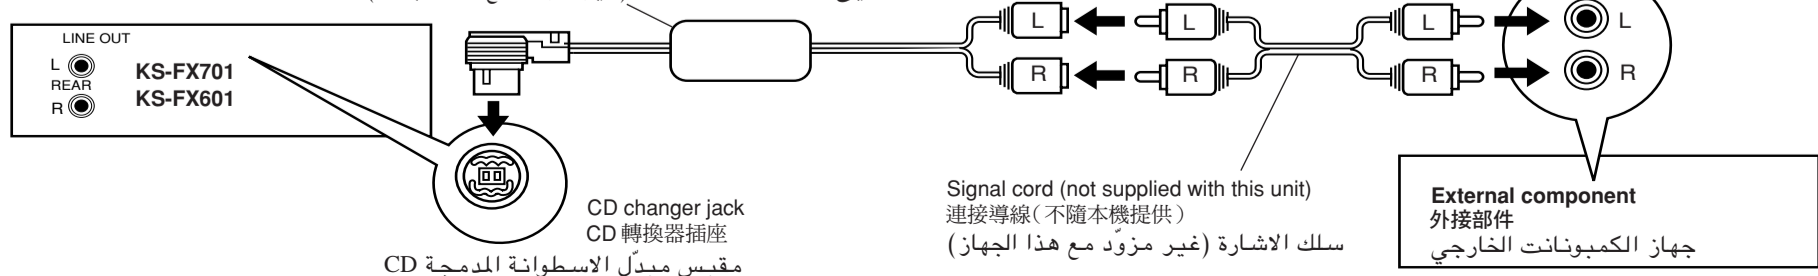 LINE OUT
L
REAR
R
KS-FX701
KS-FX601
L
R
L
R
L
R
L
R
CD changer jack
CD 轉換器插座
مقبس مبدّل الاسطوانة المدمجة CD
Signal cord (not supplied with this unit)
連接導線（不隨本機提供）
سلك الاشارة (غير مزوّد مع هذا الجهاز)
External component
外接部件
جهاز الكمبونانت الخارجي